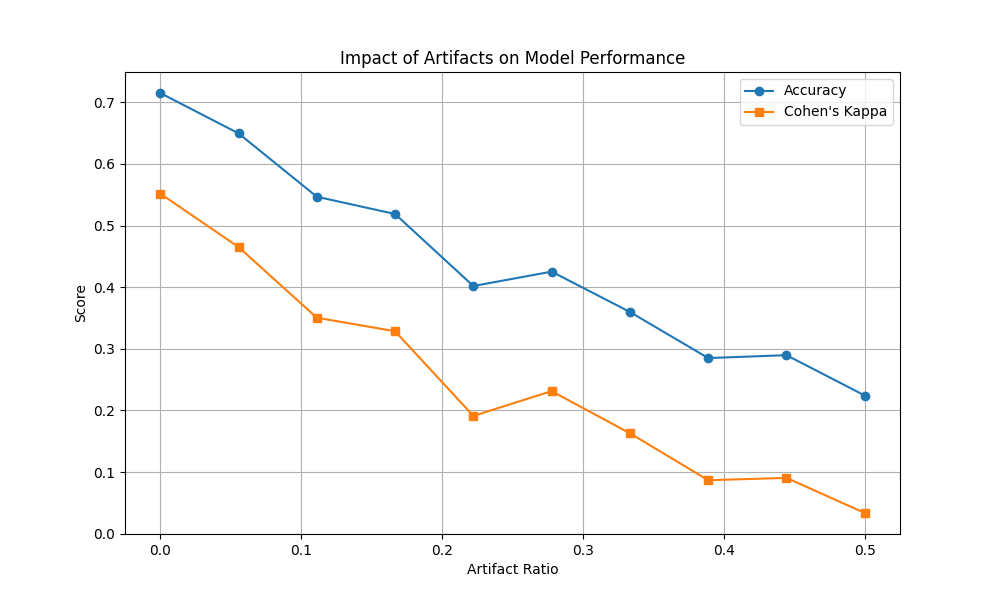 Impact of Artifacts on Model Performance
Accuracy
Cohen's Kappa
0.7
0.6
0.5
0.4
0.3
0.2
0.1
0.0
Score
0.0 0.1 0.2 0.3 0.4 0.5
Artifact Ratio